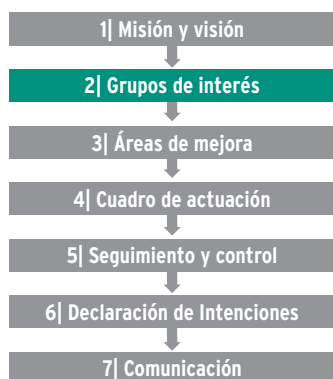 1| Misión y visión
2| Grupos de interés
3| Áreas de mejora
4| Cuadro de actuación
5| Seguimiento y control
6| Declaración de Intenciones
7| Comunicación